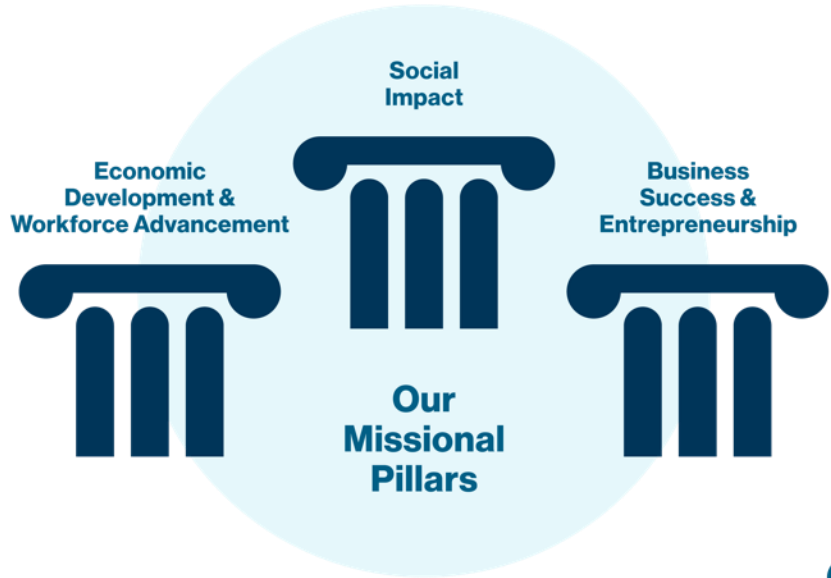 Social
Impact
Economic
Development &
Workforce Advancement
Business
Success &
Entrepreneurship
Our
Missional
Pillars